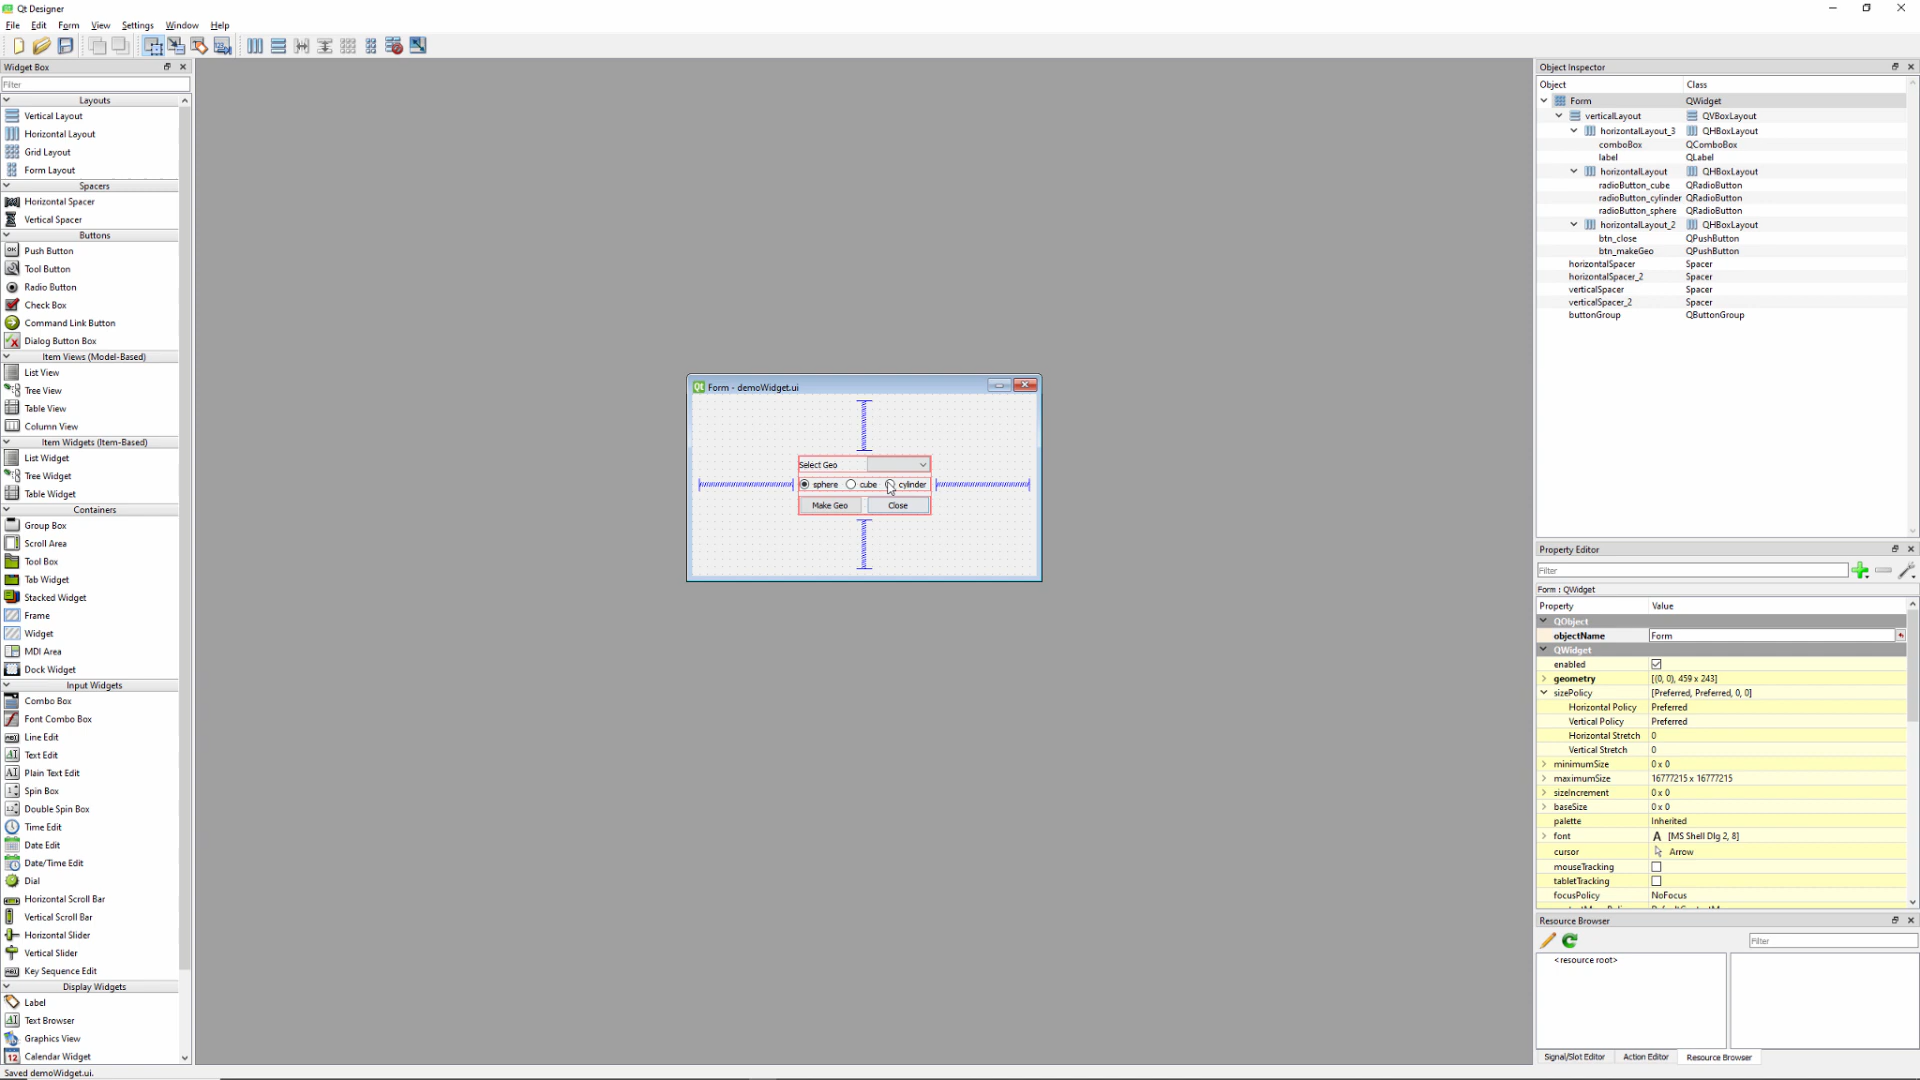 Qt Designer
File Edit Form View Settings Window Help
Widget Box
Filter
Layouts
Vertical Layout
Horizontal Layout
Grid Layout
Form Layout
Spacers
Horizontal Spacer
Vertical Spacer
Buttons
Push Button
Tool Button
Radio Button
Check Box
Command Link Button
Dialog Button Box
Item Views (Model-Based)
List View
Tree View
Table View
Column View
Item Widgets (Item-Based)
List Widget
Tree Widget
Table Widget
Containers
Group Box
Scroll Area
Tool Box
Tab Widget
Stacked Widget
Frame
Widget
MDI Area
Dock Widget
Input Widgets
Combo Box
Font Combo Box
Line Edit
Text Edit
Plain Text Edit
Spin Box
Double Spin Box
Time Edit
Date Edit
Date/Time Edit
Dial
Horizontal Scroll Bar
Vertical Scroll Bar
Horizontal Slider
Vertical Slider
Key Sequence Edit
Display Widgets
Label
Text Browser
Graphics View
Calendar Widget
Saved demoWidget.ui.
Form - demoWidget.ui
Select Geo
sphere cube cylinder
Make Geo Close
Object Inspector
Object Class
Form QWidget
verticalLayout QVBoxLayout
horizontalLayout_3 QHBoxLayout
comboBox QComboBox
label QLabel
horizontalLayout QHBoxLayout
radioButton_cube QRadioButton
radioButton_cylinder QRadioButton
radioButton_sphere QRadioButton
horizontalLayout_2 QHBoxLayout
btn_close QPushButton
btn_makeGeo QPushButton
horizontalSpacer Spacer
horizontalSpacer_2 Spacer
verticalSpacer Spacer
verticalSpacer_2 Spacer
buttonGroup QButtonGroup
Property Editor
Filter
Form : QWidget
Property Value
QObject
objectName Form
QWidget
enabled
geometry [(0, 0), 459 x 243]
sizePolicy [Preferred, Preferred, 0, 0]
Horizontal Policy Preferred
Vertical Policy Preferred
Horizontal Stretch 0
Vertical Stretch 0
minimumSize 0 x 0
maximumSize 16777215 x 16777215
sizeIncrement 0 x 0
baseSize 0 x 0
palette Inherited
font A [MS Shell Dlg 2, 8]
cursor Arrow
mouseTracking
tabletTracking
focusPolicy NoFocus
Resource Browser
Filter
<resource root>
Signal/Slot Editor Action Editor Resource Browser